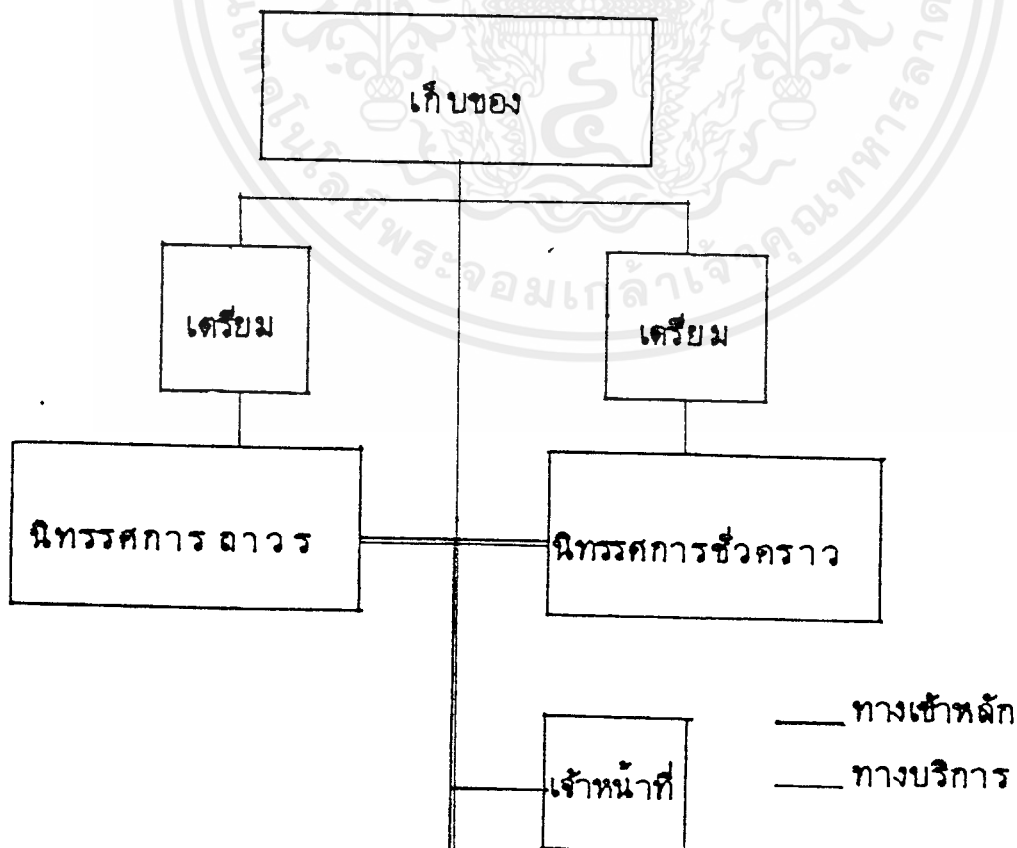 เก็บของ
เตรียม
เตรียม
นิทรรศการ ถาวร
นิทรรศการชั่วคราว
ทางเข้าหลัก
ทางบริการ
เจ้าหน้าที่